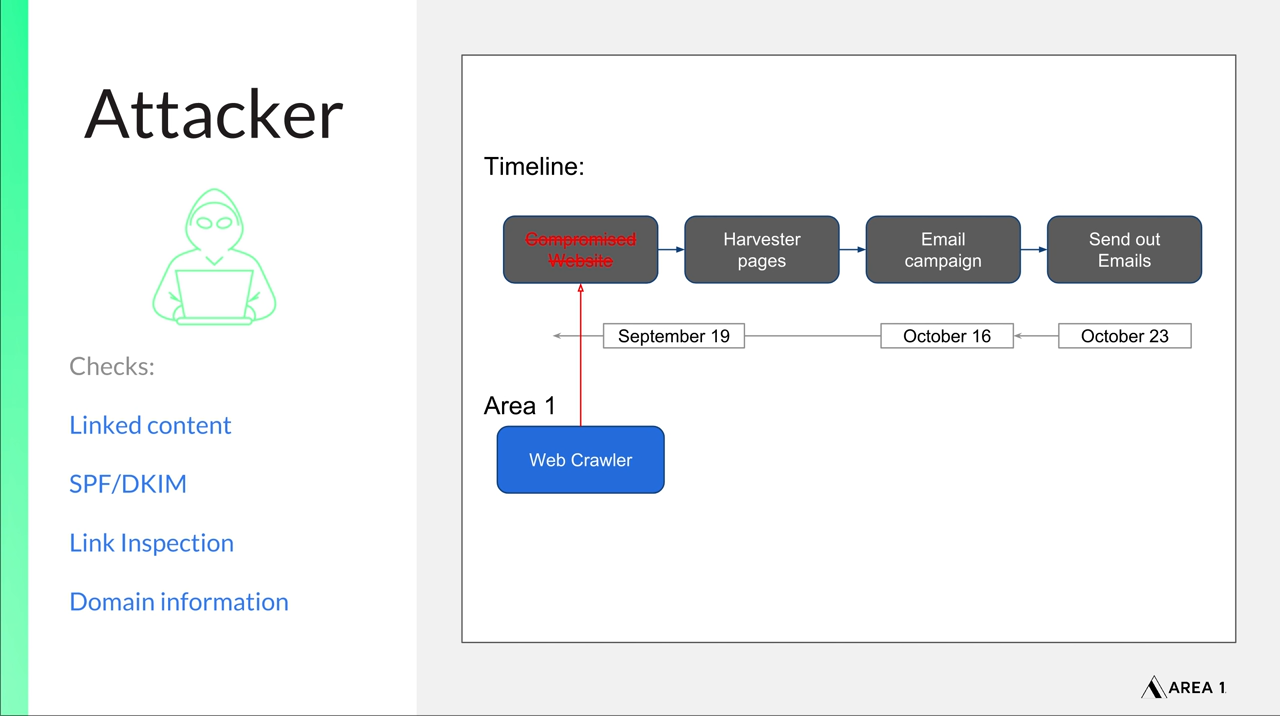 Attacker
Checks:
Linked content
SPF/DKIM
Link Inspection
Domain information
Timeline:
Compromised
Website
Harvester
pages
Email
campaign
Send out
Emails
September 19
October 16
October 23
Area 1
Web Crawler
AREA 1